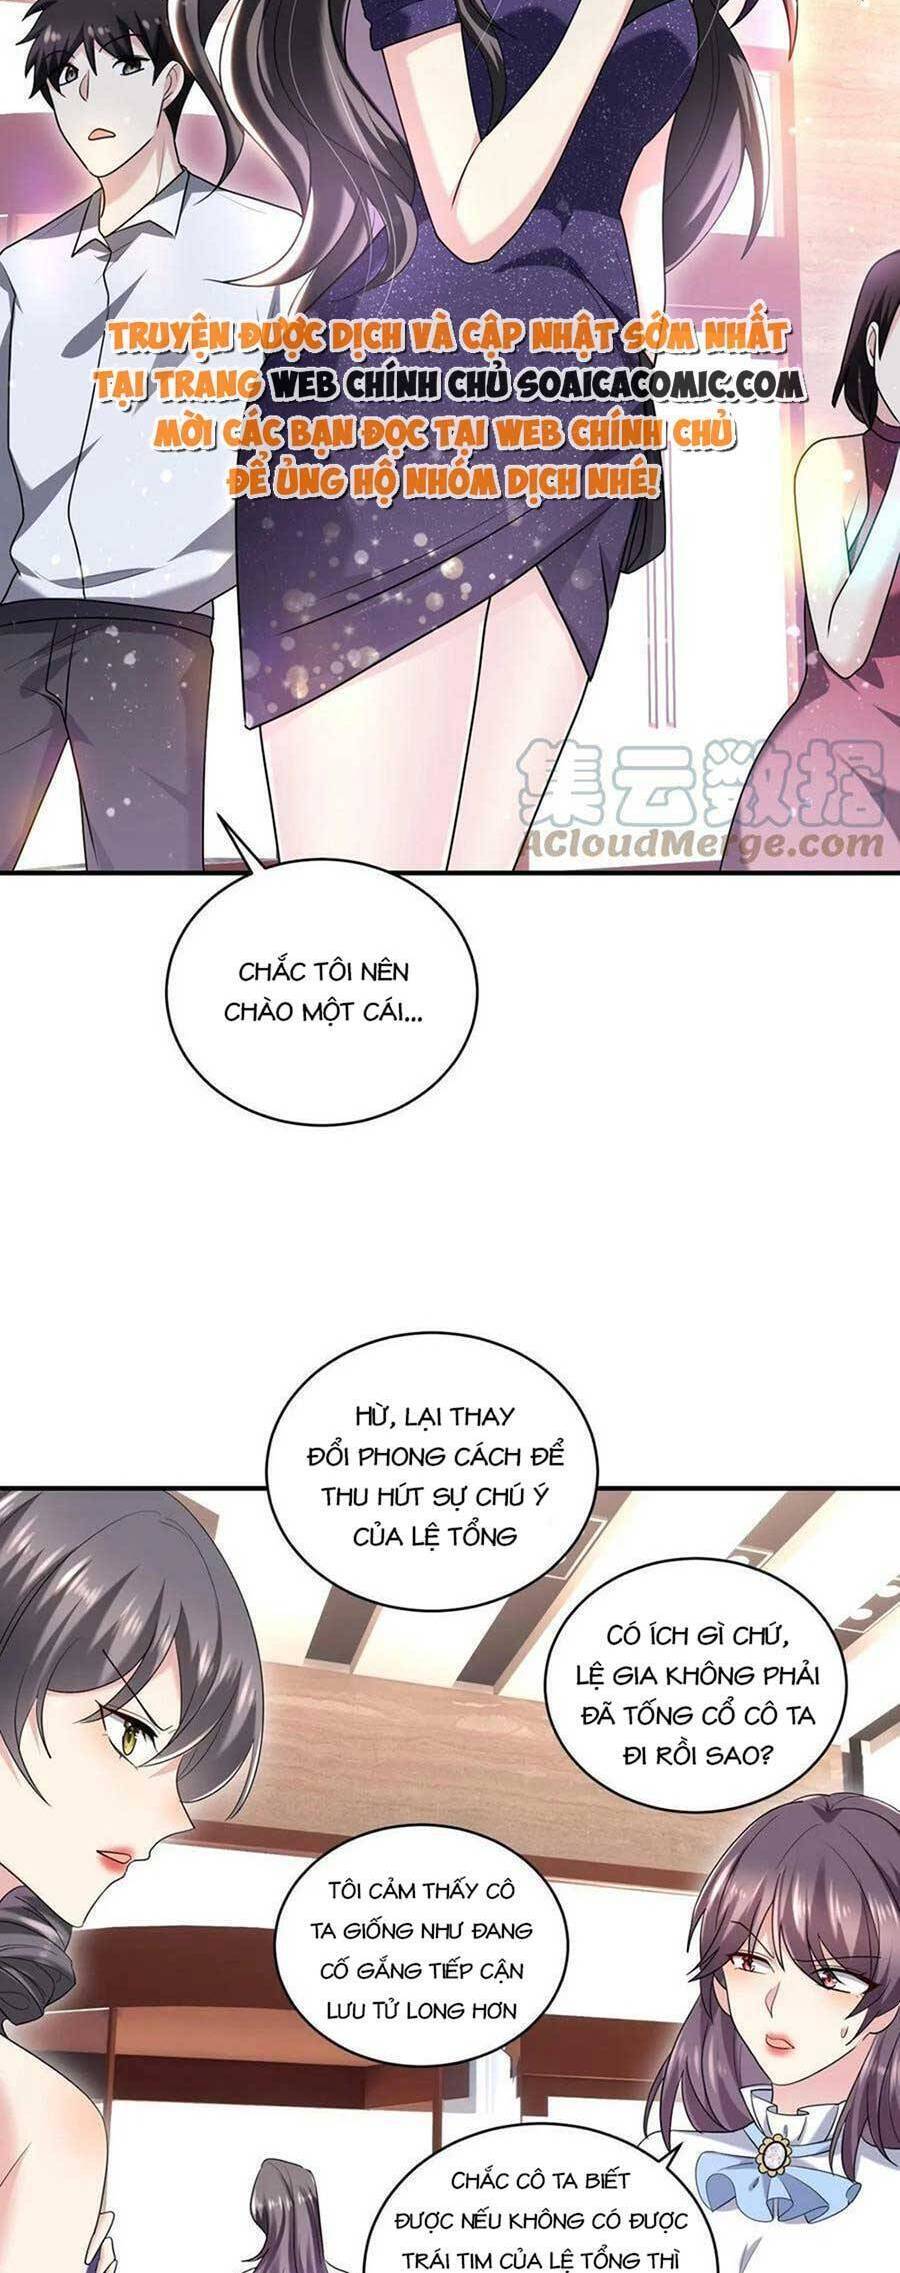 TRUYỆN ĐƯỢC DỊCH VÀ CẬP NHẬT SỚM NHẤT
TẠI TRANG WEB CHÍNH CHỦ SOAICACOMIC.COM
MỜI CÁC BẠN ĐỌC TẠI WEB CHÍNH CHỦ
ĐỂ ỦNG HỘ NHÓM DỊCH NHÉ!
集云数据
ACloudMerge.com
CHẮC TÔI NÊN
CHÀO MỘT CÁI...
HỪ, LẠI THAY
ĐỔI PHONG CÁCH ĐỂ
THU HÚT SỰ CHÚ Ý
CỦA LỆ TỔNG
CÓ ÍCH GÌ CHỨ,
LỆ GIA KHÔNG PHẢI
ĐÃ TỐNG CỔ CÔ TA
ĐI RỒI SAO?
TÔI CẢM THẤY CÔ
TA GIỐNG NHƯ ĐANG
CỐ GẮNG TIẾP CẬN
LƯU TỬ LONG HƠN
CHẮC CÔ TA BIẾT
ĐƯỢC NẾU KHÔNG CÓ ĐƯỢC
TRÁI TIM CỦA LỆ TỔNG THÌ